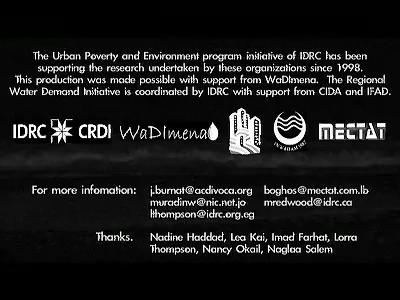 The Urban Poverty and Environment program initiative of IDRC has been
supporting the research undertaken by these organizations since 1998.
This production was made possible with support from WaDImena. The Regional
Water Demand Initiative is coordinated by IDRC with support from CIDA and IFAD.
IDRC CRDI WaDImena MECTAT
For more infomation: j.burnat@acdivoca.org boghos@mectat.com.lb
muradinw@nic.net.jo mredwood@idrc.ca
lthompson@idrc.org.eg
Thanks. Nadine Haddad, Lea Kai, Imad Farhat, Lorra
Thompson, Nancy Okail, Naglaa Salem